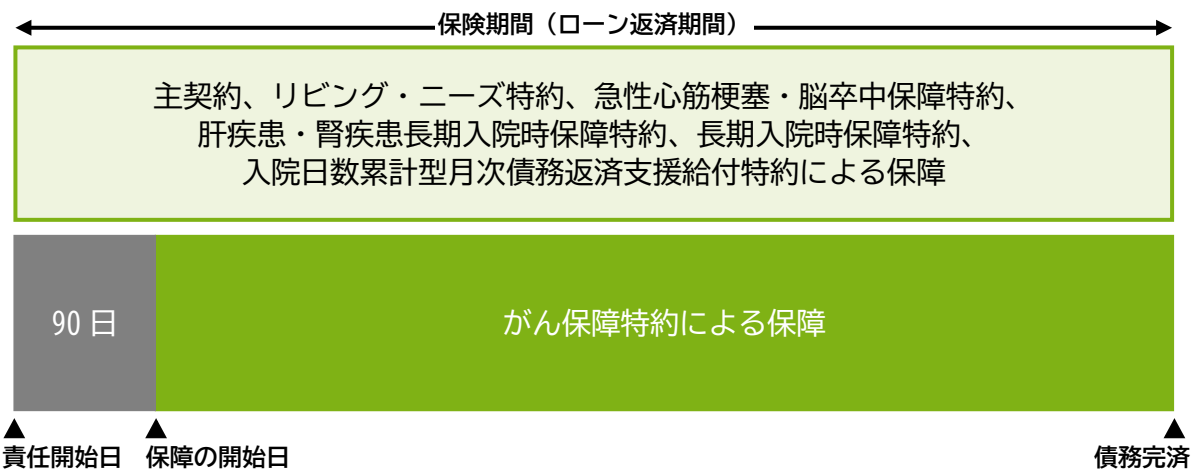 保険期間（ローン返済期間）
主契約、リビング・ニーズ特約、急性心筋梗塞・脳卒中保障特約、
肝疾患・腎疾患長期入院時保障特約、長期入院時保障特約、
入院日数累計型月次債務返済支援給付特約による保障
90日
がん保障特約による保障
責任開始日
保障の開始日
債務完済